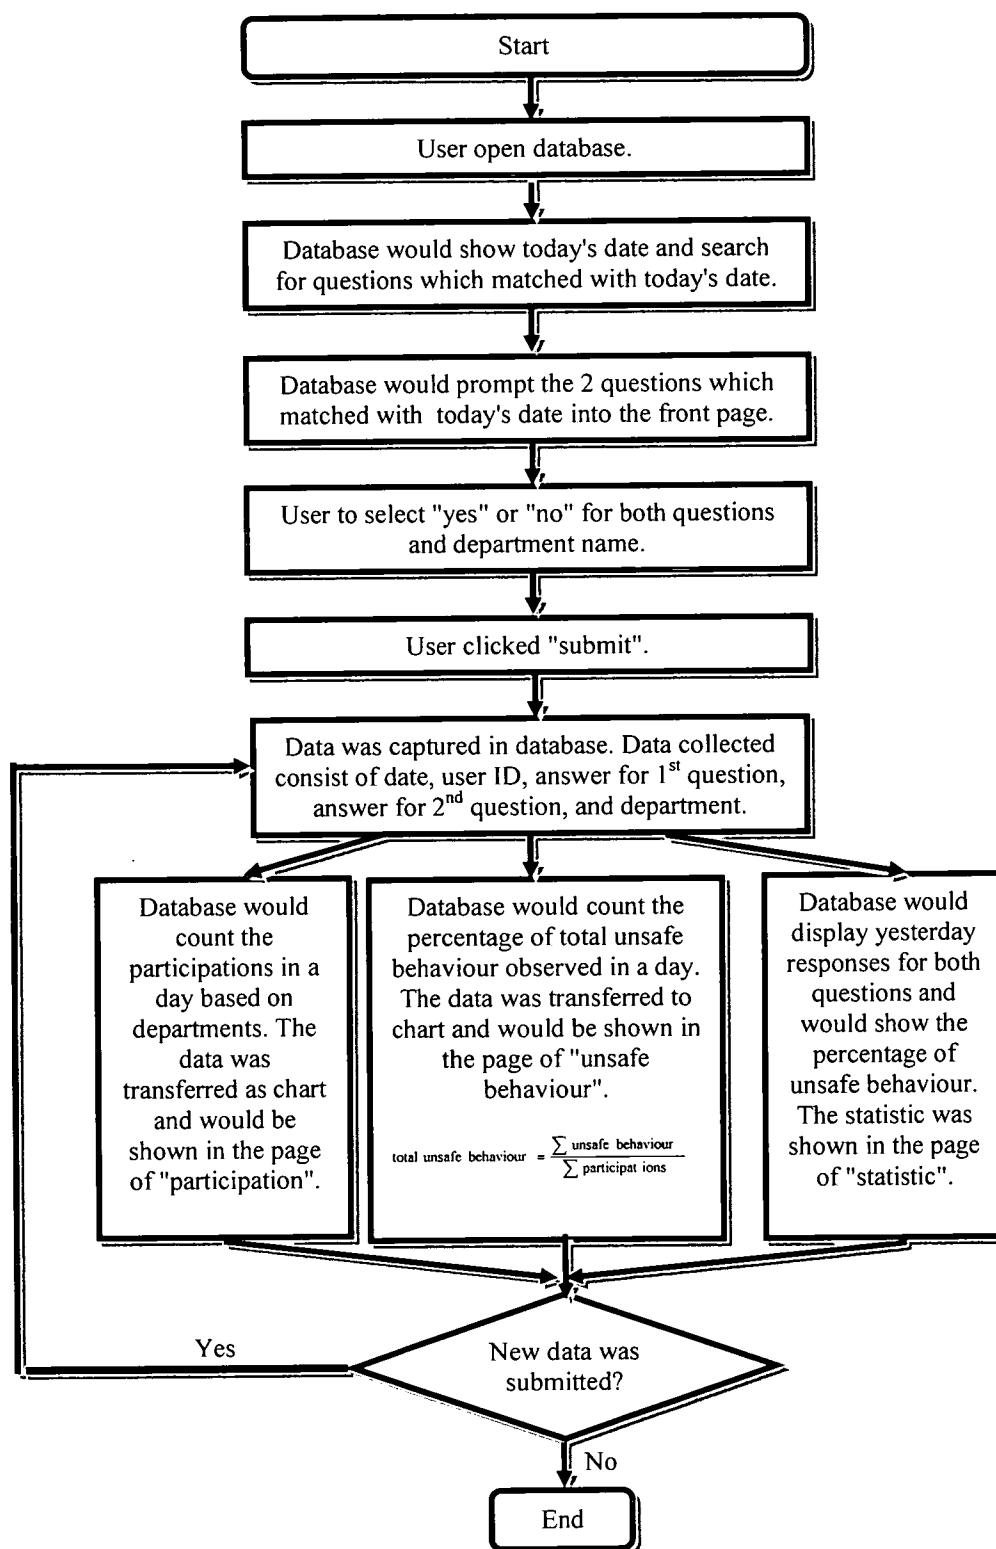 Start
User open database.
Database would show today's date and search
for questions which matched with today's date.
Database would prompt the 2 questions which
matched with today's date into the front page.
User to select "yes" or "no" for both questions
and department name.
User clicked "submit".
Data was captured in database. Data collected
consist of date, user ID, answer for 1st question,
answer for 2nd question, and department.
Database would
count the
participations in a
day based on
departments. The
data was
transferred as chart
and would be
shown in the page
of "participation".
Database would count the
percentage of total unsafe
behaviour observed in a day.
The data was transferred to
chart and would be shown in
the page of "unsafe
behaviour".
total unsafe behaviour = ∑ unsafe behaviour
∑ participat ions
Database would
display yesterday
responses for both
questions and
would show the
percentage of
unsafe behaviour.
The statistic was
shown in the page
of "statistic".
New data was
submitted?
Yes
No
End